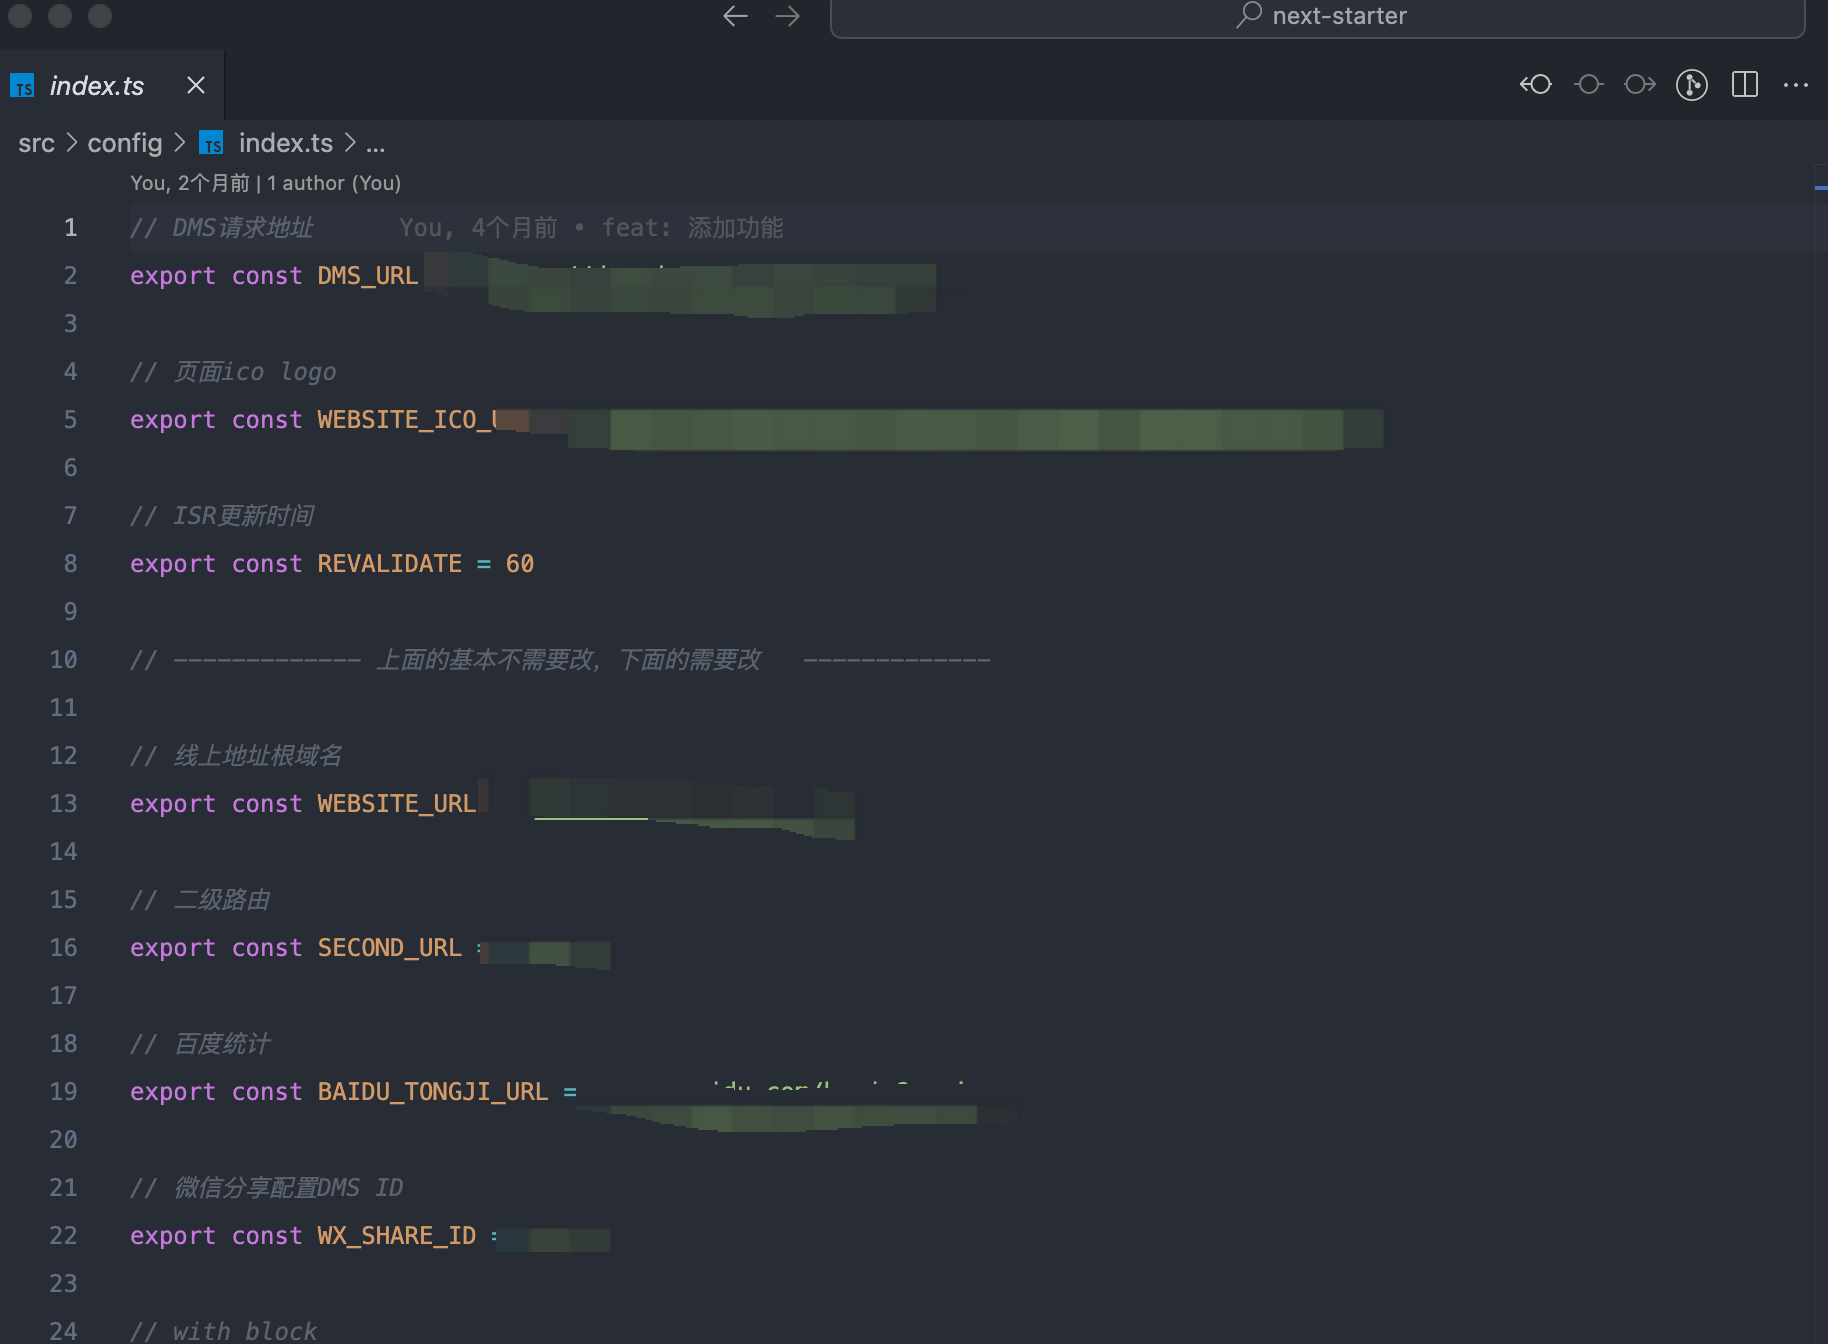 next-starter
TS index.ts
src > config > TS index.ts > ...
You, 2个月前 | 1 author (You)
1 // DMS请求地址 You, 4个月前 • feat: 添加功能
2 export const DMS_URL
3
4 // 页面ico logo
5 export const WEBSITE_ICO_
6
7 // ISR更新时间
8 export const REVALIDATE = 60
9
10 // ————————————— 上面的基本不需要改, 下面的需要改 —————————————
11
12 // 线上地址根域名
13 export const WEBSITE_URL
14
15 // 二级路由
16 export const SECOND_URL
17
18 // 百度统计
19 export const BAIDU_TONGJI_URL =
20
21 // 微信分享配置DMS ID
22 export const WX_SHARE_ID
23
24 // with block